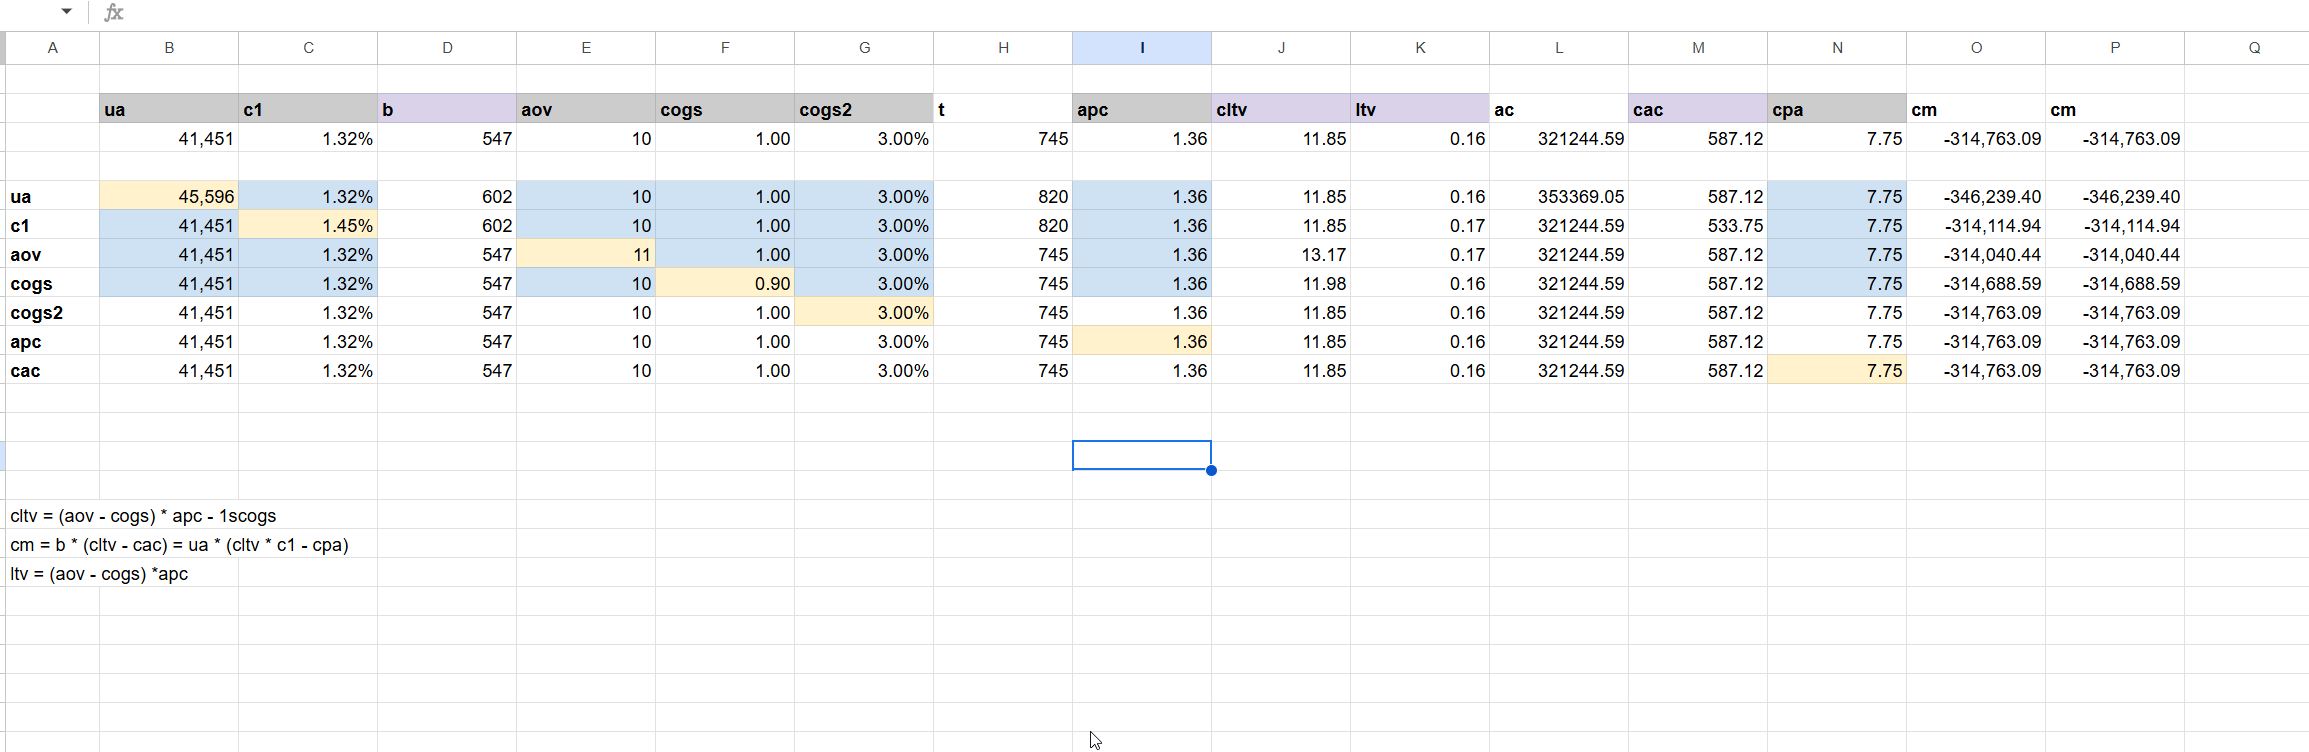 fx
A B C D E F G H I J K L M N O P Q
ua c1 b aov cogs cogs2 t apc cltv ltv ac cac cpa cm cm
41,451 1.32% 547 10 1.00 3.00% 745 1.36 11.85 0.16 321244.59 587.12 7.75 -314,763.09 -314,763.09
ua 45,596 1.32% 602 10 1.00 3.00% 820 1.36 11.85 0.16 353369.05 587.12 7.75 -346,239.40 -346,239.40
c1 41,451 1.45% 602 10 1.00 3.00% 820 1.36 11.85 0.17 321244.59 533.75 7.75 -314,114.94 -314,114.94
aov 41,451 1.32% 547 11 1.00 3.00% 745 1.36 13.17 0.17 321244.59 587.12 7.75 -314,040.44 -314,040.44
cogs 41,451 1.32% 547 10 0.90 3.00% 745 1.36 11.98 0.16 321244.59 587.12 7.75 -314,688.59 -314,688.59
cogs2 41,451 1.32% 547 10 1.00 3.00% 745 1.36 11.85 0.16 321244.59 587.12 7.75 -314,763.09 -314,763.09
apc 41,451 1.32% 547 10 1.00 3.00% 745 1.36 11.85 0.16 321244.59 587.12 7.75 -314,763.09 -314,763.09
cac 41,451 1.32% 547 10 1.00 3.00% 745 1.36 11.85 0.16 321244.59 587.12 7.75 -314,763.09 -314,763.09
cltv = (aov - cogs) * apc - 1scogs
cm = b * (cltv - cac) = ua * (cltv * c1 - cpa)
ltv = (aov - cogs) *apc